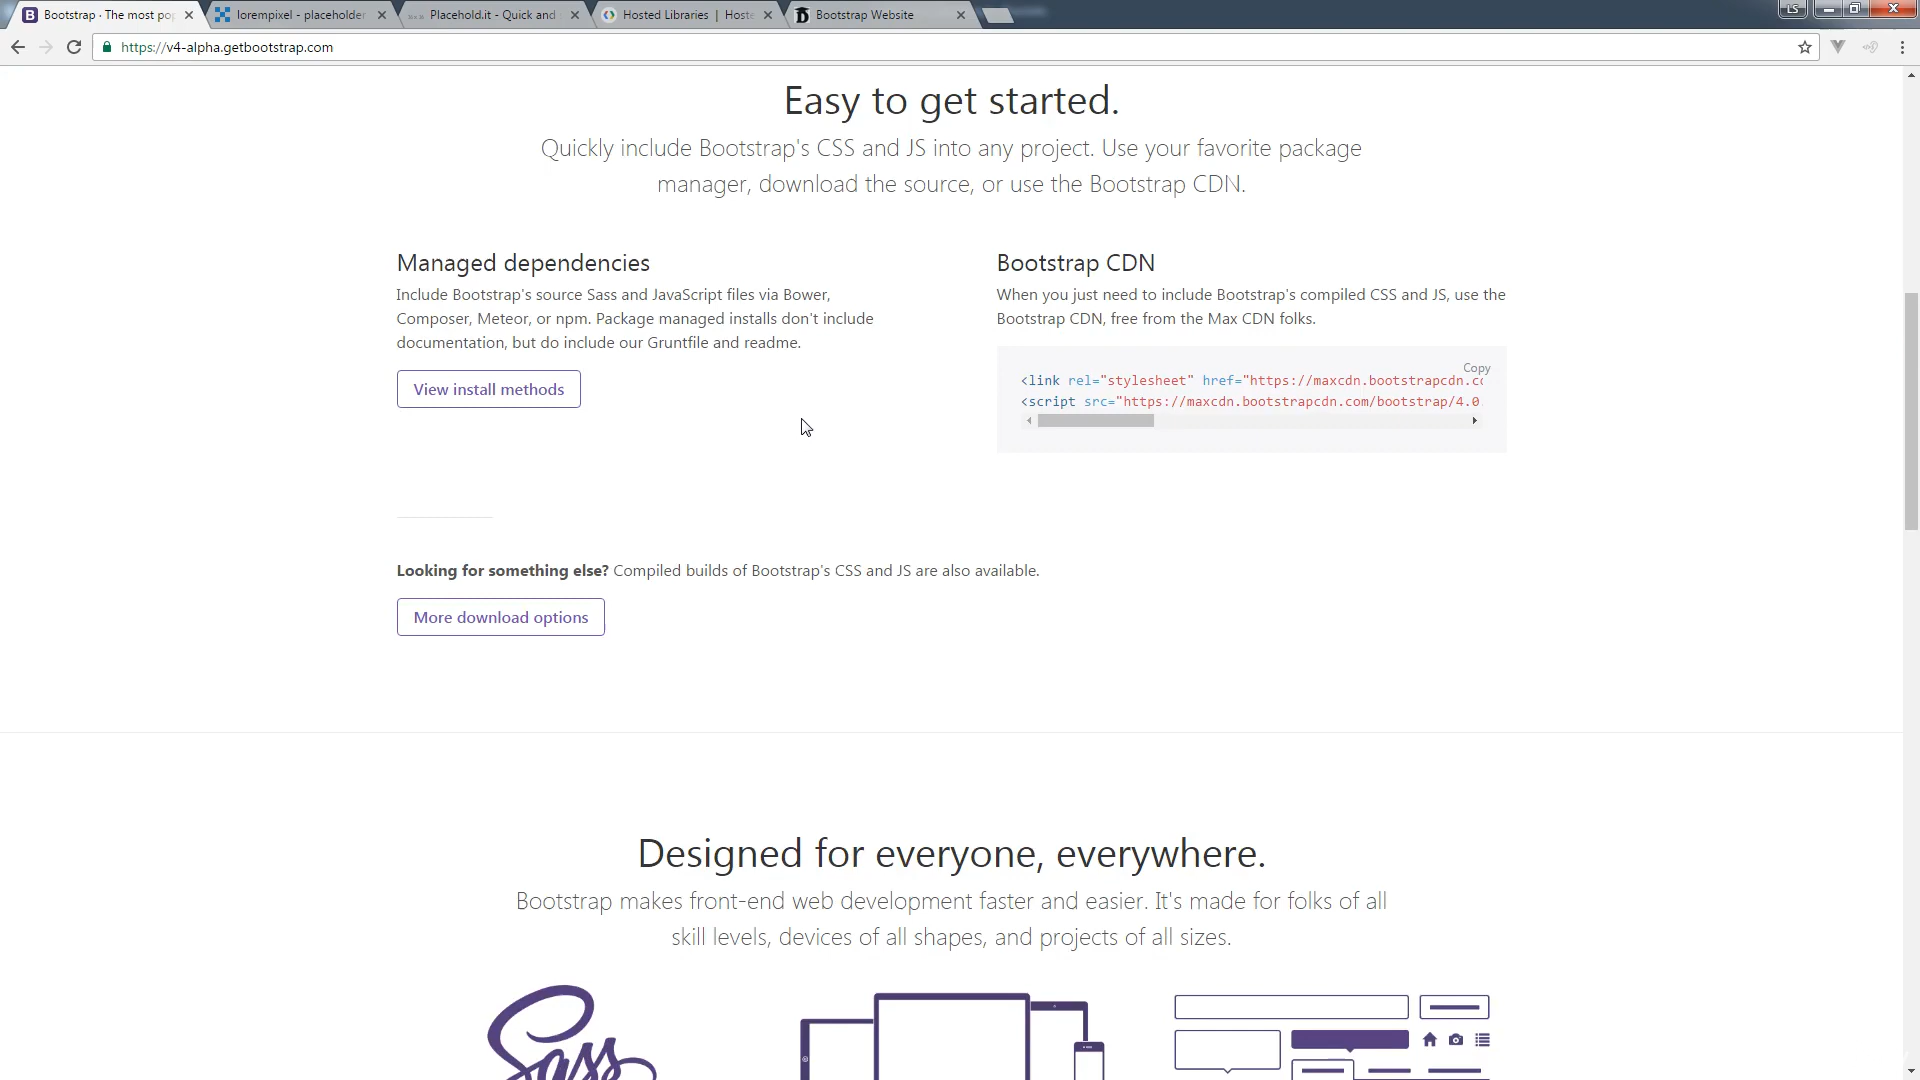 Bootstrap · The most pop
lorempixel - placeholder
Placehold.it - Quick and
Hosted Libraries | Hoste
Bootstrap Website
LS
https://v4-alpha.getbootstrap.com
Easy to get started.
Quickly include Bootstrap's CSS and JS into any project. Use your favorite package
manager, download the source, or use the Bootstrap CDN.
Managed dependencies
Include Bootstrap's source Sass and JavaScript files via Bower,
Composer, Meteor, or npm. Package managed installs don't include
documentation, but do include our Gruntfile and readme.
View install methods
Bootstrap CDN
When you just need to include Bootstrap's compiled CSS and JS, use the
Bootstrap CDN, free from the Max CDN folks.
Copy
<link rel="stylesheet" href="https://maxcdn.bootstrapcdn.co
<script src="https://maxcdn.bootstrapcdn.com/bootstrap/4.0.
Looking for something else? Compiled builds of Bootstrap's CSS and JS are also available.
More download options
Designed for everyone, everywhere.
Bootstrap makes front-end web development faster and easier. It's made for folks of all
skill levels, devices of all shapes, and projects of all sizes.
Sass